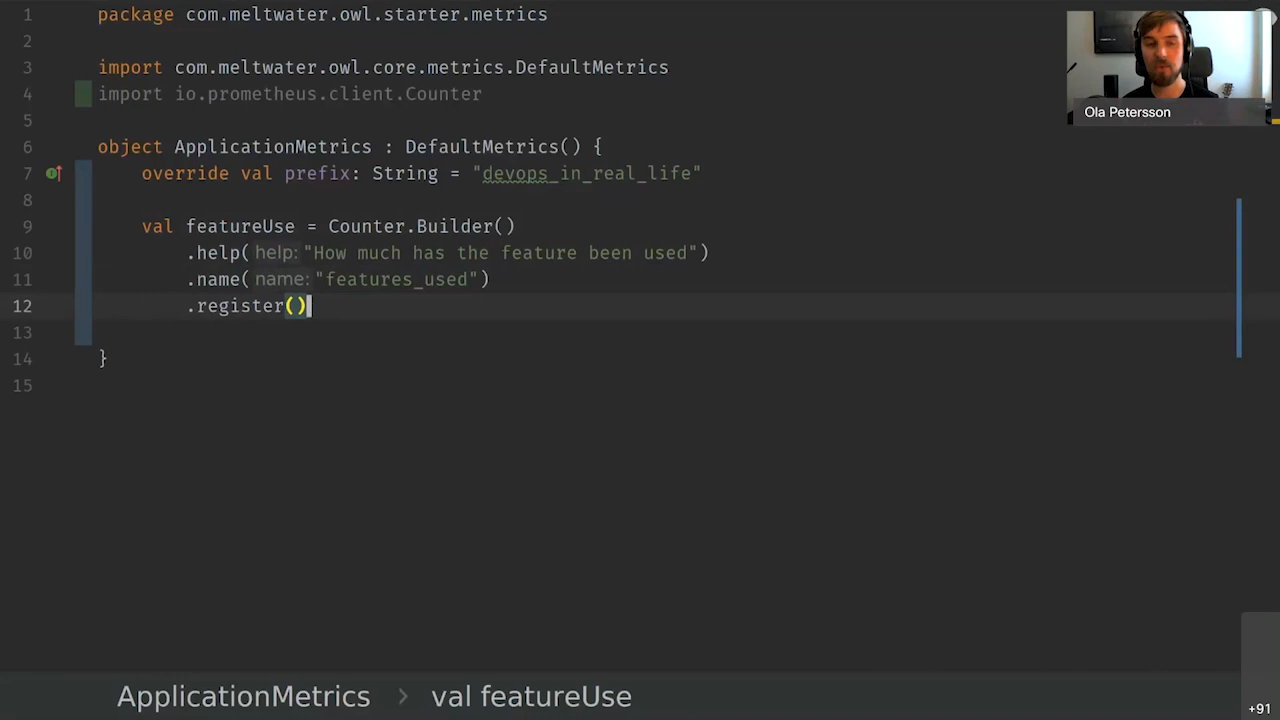 1 package com.meltwater.owl.starter.metrics
2
3 import com.meltwater.owl.core.metrics.DefaultMetrics
4 import io.prometheus.client.Counter
5
6 object ApplicationMetrics : DefaultMetrics() {
7 override val prefix: String = "devops_in_real_life"
8
9 val featureUse = Counter.Builder()
10 .help( help: "How much has the feature been used")
11 .name( name: "features_used")
12 .register()
13
14 }
15
Ola Petersson
ApplicationMetrics > val featureUse
+91